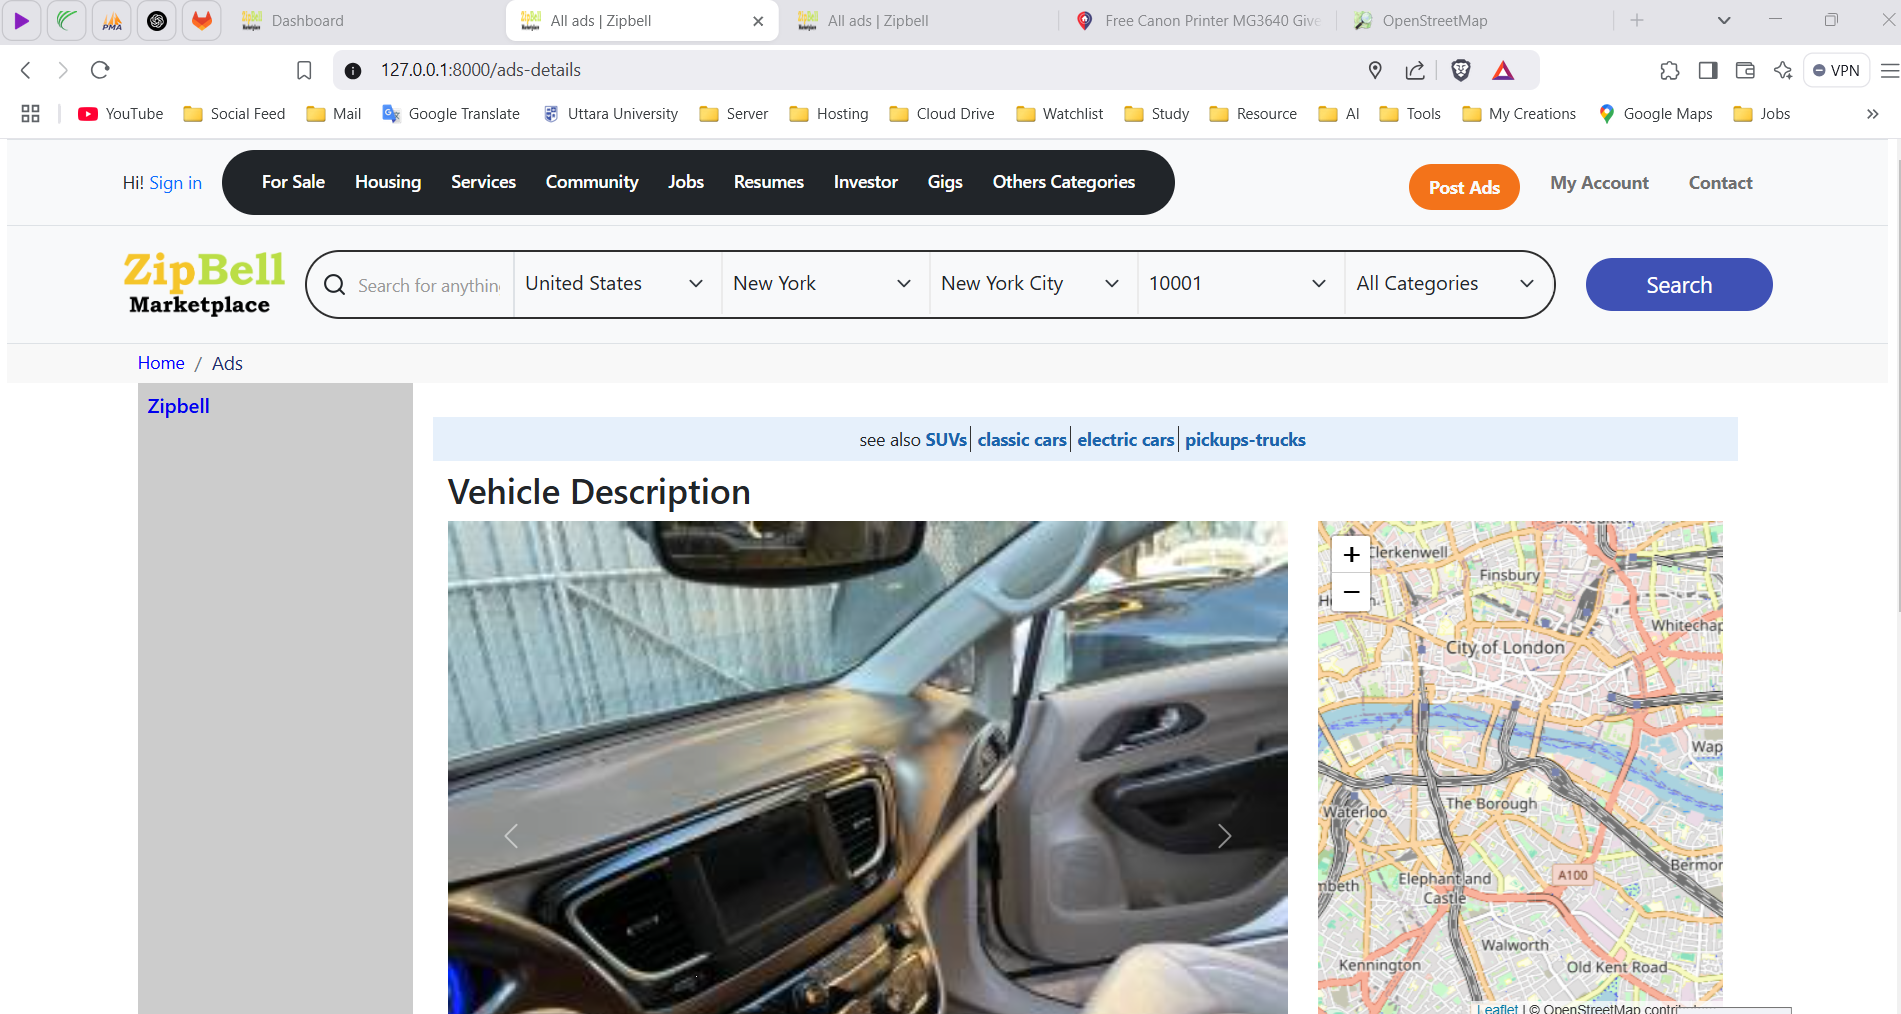 Dashboard
All ads | Zipbell
All ads | Zipbell
Free Canon Printer MG3640 Give
OpenStreetMap
127.0.0.1:8000/ads-details
VPN
YouTube
Social Feed
Mail
Google Translate
Uttara University
Server
Hosting
Cloud Drive
Watchlist
Study
Resource
AI
Tools
My Creations
Google Maps
Jobs
Hi! Sign in
For Sale
Housing
Services
Community
Jobs
Resumes
Investor
Gigs
Others Categories
Post Ads
My Account
Contact
ZipBell
Marketplace
Search for anythin
United States
New York
New York City
10001
All Categories
Search
Home / Ads
Zipbell
see also SUVs| classic cars| electric cars| pickups-trucks
Vehicle Description
+
−
Clerkenwell
Finsbury
Whitechap
City of London
Wap
The Borough
Waterloo
Bermon
A100
mbeth
Elephant and
Castle
Walworth
Kennington
Old Kent Road
Leaflet | © OpenStreetMap